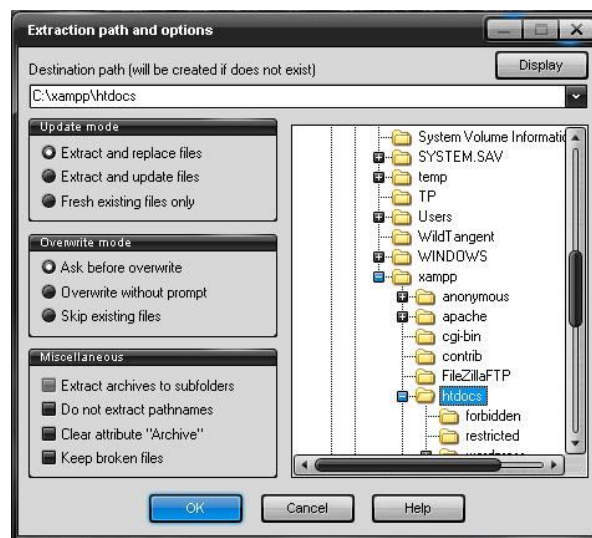 Extraction path and options
Destination path (will be created if does not exist)
Display
C:\xampp\htdocs
Update mode
Extract and replace files
Extract and update files
Fresh existing files only
Overwrite mode
Ask before overwrite
Overwrite without prompt
Skip existing files
Miscellaneous
Extract archives to subfolders
Do not extract pathnames
Clear attribute "Archive"
Keep broken files
System Volume Informatic
SYSTEM.SAV
temp
TP
Users
WildTangent
WINDOWS
xampp
anonymous
apache
cgi-bin
contrib
FileZillaFTP
htdocs
forbidden
restricted
OK
Cancel
Help